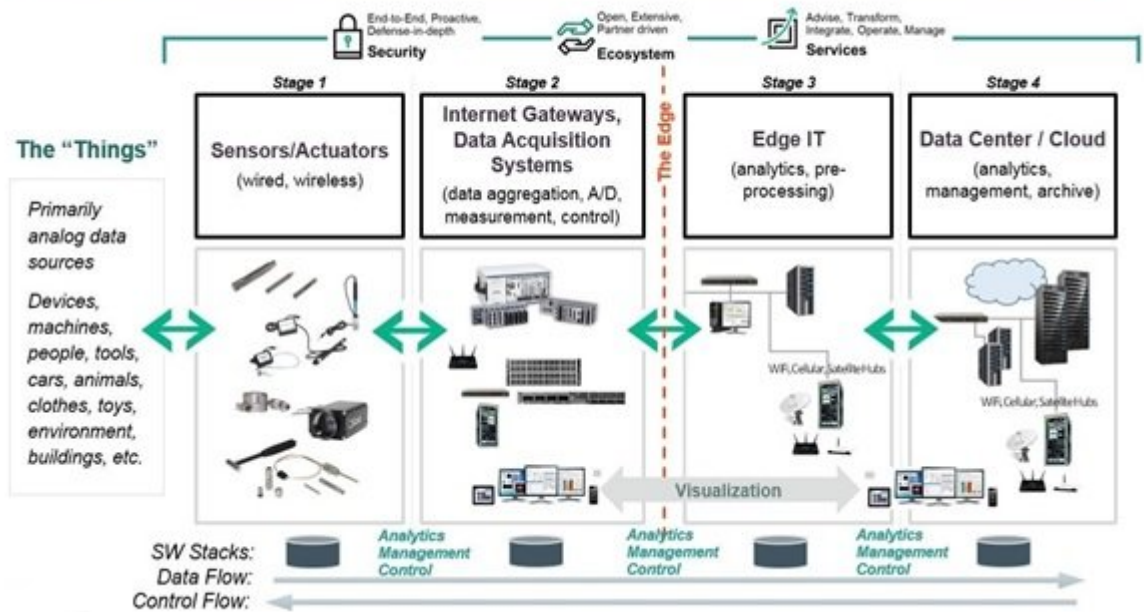 End-to-End, Proactive,
Defense-in-depth
Security
Open, Extensive,
Partner driven
Ecosystem
Advise, Transform,
Integrate, Operate, Manage
Services
Stage 1
Stage 2
Stage 3
Stage 4
The "Things"
Primarily
analog data
sources
Devices,
machines,
people, tools,
cars, animals,
clothes, toys,
environment,
buildings, etc.
Sensors/Actuators
(wired, wireless)
Internet Gateways,
Data Acquisition
Systems
(data aggregation, A/D,
measurement, control)
The Edge
Edge IT
(analytics, pre-
processing)
Data Center / Cloud
(analytics,
management, archive)
WiFi, Cellular, Satellite Hubs
WiFi, Cellular, Satellite Hubs
Visualization
SW Stacks:
Analytics
Management
Control
Analytics
Management
Control
Analytics
Management
Control
Data Flow:
Control Flow: